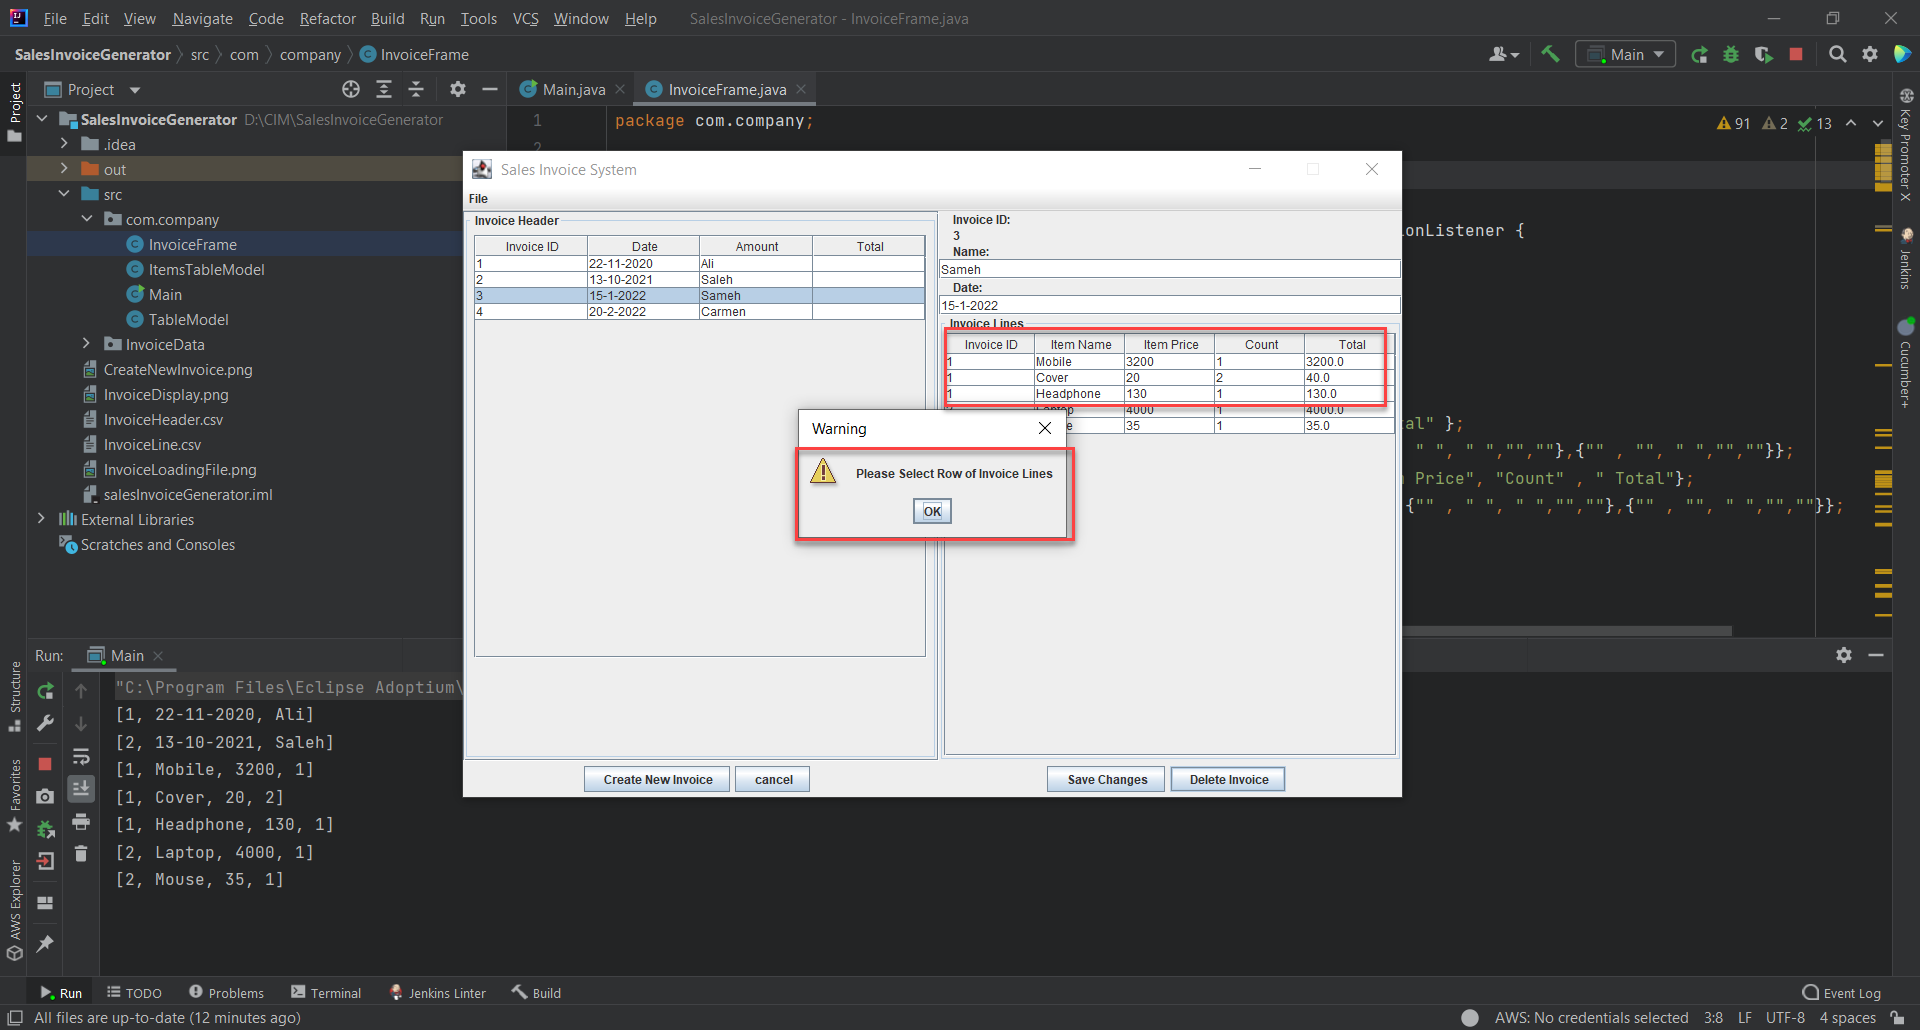 File Edit View Navigate Code Refactor Build Run Tools VCS Window Help SalesInvoiceGenerator - InvoiceFrame.java
SalesInvoiceGenerator src com company InvoiceFrame Main
Project
Main.java InvoiceFrame.java
SalesInvoiceGenerator D:\CIM\SalesInvoiceGenerator
.idea
out
src
com.company
InvoiceFrame
ItemsTableModel
Main
TableModel
InvoiceData
CreateNewInvoice.png
InvoiceDisplay.png
InvoiceHeader.csv
InvoiceLine.csv
InvoiceLoadingFile.png
salesInvoiceGenerator.iml
External Libraries
Scratches and Consoles
Project
Structure
Favorites
AWS Explorer
1 package com.company;
2
91 2 13
onListener {
al" };
" ", " ","",""},{"" , "", " ","",""}};
Price", "Count" , " Total"};
{"" , " ", " ","",""},{"" , "", " ","",""}};
Key Promoter X
Jenkins
Cucumber+
Sales Invoice System
File
Invoice Header
Invoice ID Date Amount Total
1 22-11-2020 Ali
2 13-10-2021 Saleh
3 15-1-2022 Sameh
4 20-2-2022 Carmen
Invoice ID:
3
Name:
Sameh
Date:
15-1-2022
Invoice Lines
Invoice ID Item Name Item Price Count Total
1 Mobile 3200 1 3200.0
1 Cover 20 2 40.0
1 Headphone 130 1 130.0
2 Laptop 4000 1 4000.0
e 35 1 35.0
Warning
Please Select Row of Invoice Lines
OK
Create New Invoice cancel Save Changes Delete Invoice
Run: Main
"C:\Program Files\Eclipse Adoptium\
[1, 22-11-2020, Ali]
[2, 13-10-2021, Saleh]
[1, Mobile, 3200, 1]
[1, Cover, 20, 2]
[1, Headphone, 130, 1]
[2, Laptop, 4000, 1]
[2, Mouse, 35, 1]
Run TODO Problems Terminal Jenkins Linter Build Event Log
All files are up-to-date (12 minutes ago) AWS: No credentials selected 3:8 LF UTF-8 4 spaces